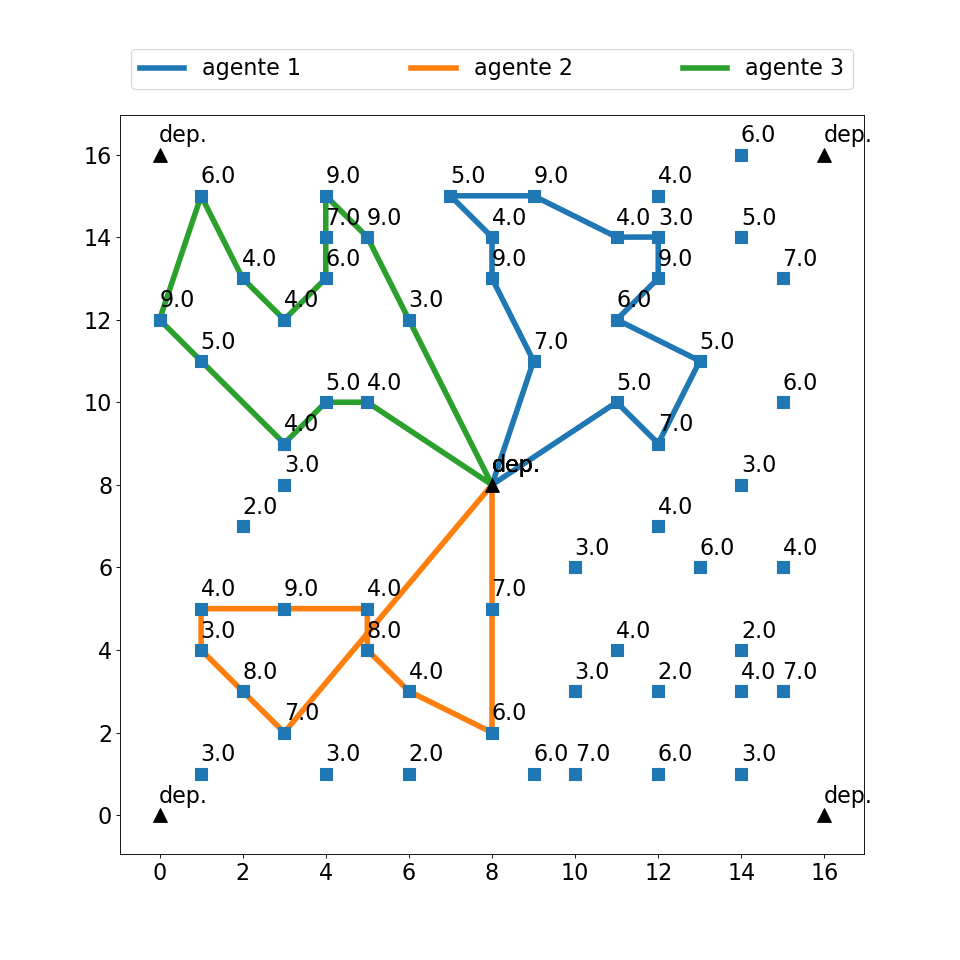 agente 1 agente 2 agente 3
dep. 6.0 dep.
16
6.0 9.0 5.0 9.0 4.0
7.0 9.0 4.0 4.0 3.0 5.0
14
4.0 6.0 9.0 9.0 7.0
9.0 4.0 3.0 6.0
12
5.0 7.0 5.0
5.0 4.0 5.0 6.0
10
4.0 7.0
3.0 dep. dep. 3.0
8
2.0 4.0
3.0 6.0 4.0
6
4.0 9.0 4.0 7.0
3.0 8.0 4.0 2.0
4
8.0 4.0 3.0 2.0 4.0 7.0
7.0 6.0
2
3.0 3.0 2.0 6.0 7.0 6.0 3.0
dep. dep.
0
0 2 4 6 8 10 12 14 16